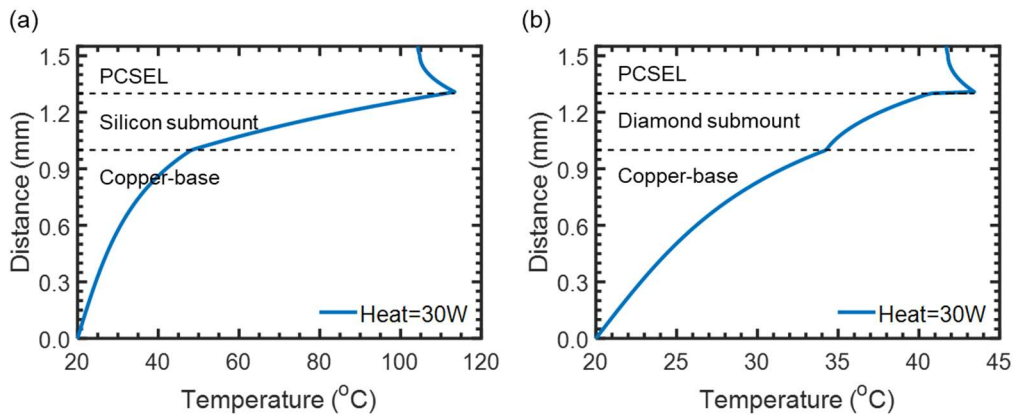 (a)
1.5
1.2
0.9
0.6
0.3
0.0
Distance (mm)
PCSEL
Silicon submount
Copper-base
Heat=30W
20 40 60 80 100 120
Temperature (°C)
(b)
1.5
1.2
0.9
0.6
0.3
0.0
Distance (mm)
PCSEL
Diamond submount
Copper-base
Heat=30W
20 25 30 35 40 45
Temperature (°C)